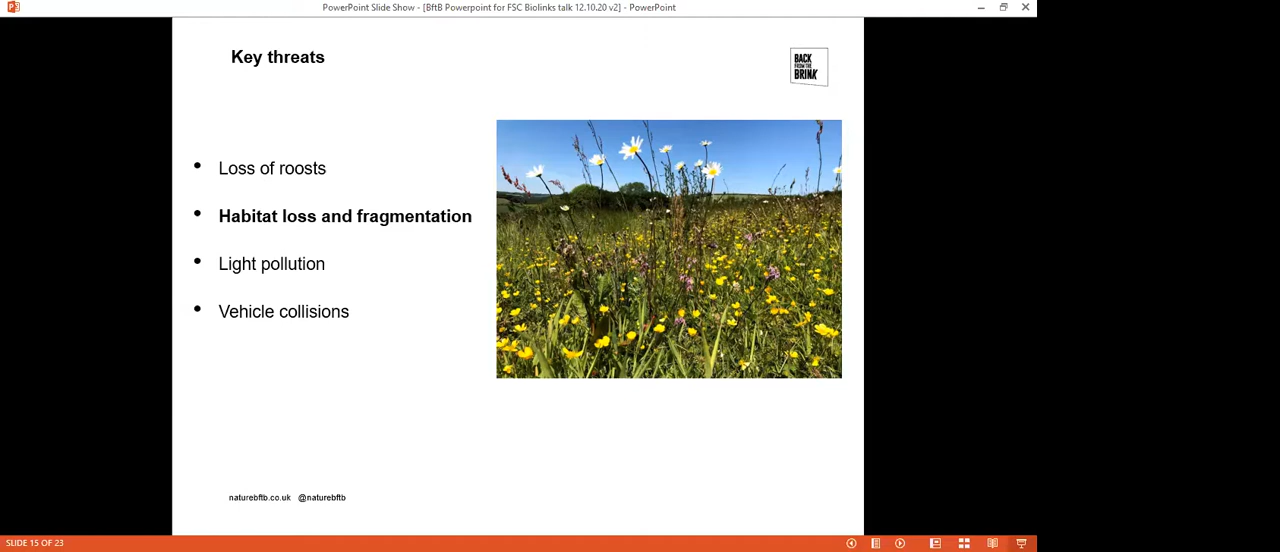 PowerPoint Slide Show - [BftB Powerpoint for FSC Biolinks talk 12.10.20 v2] - PowerPoint
Key threats
BACK
FROM THE
BRINK
• Loss of roosts
• Habitat loss and fragmentation
• Light pollution
• Vehicle collisions
naturebftb.co.uk @naturebftb
SLIDE 15 OF 23